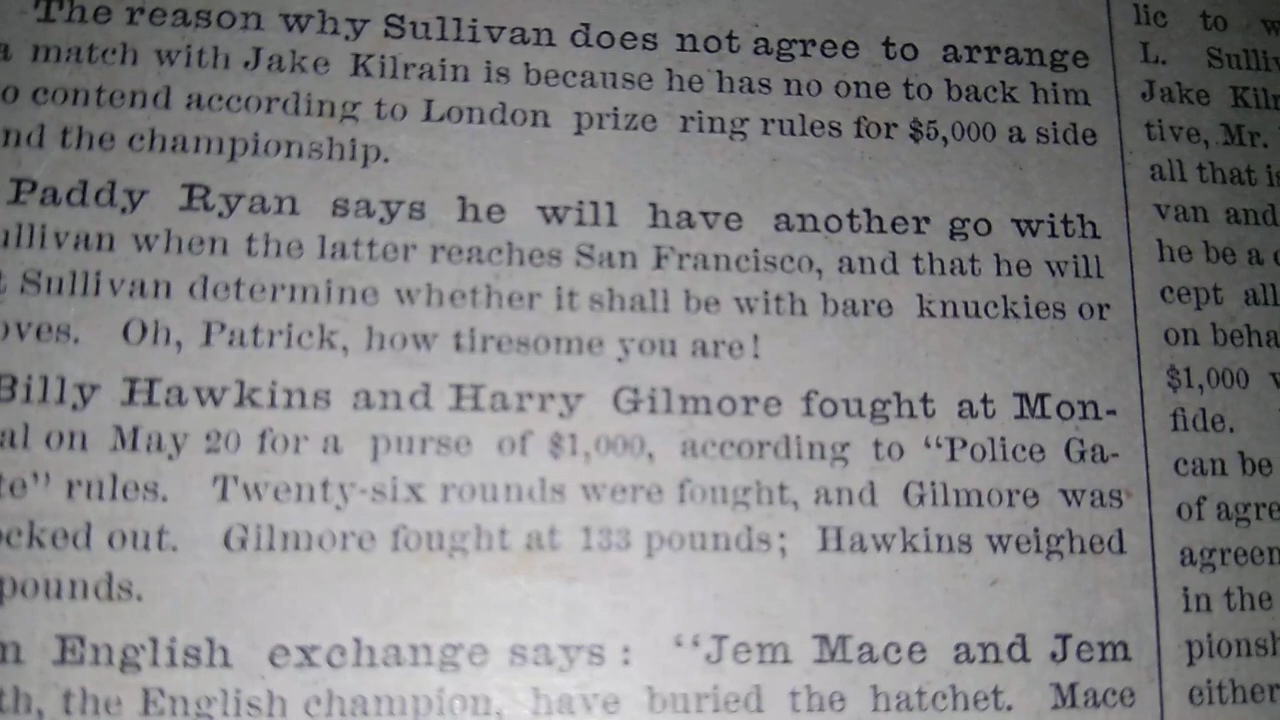 The reason why Sullivan does not agree to arrange
a match with Jake Kilrain is because he has no one to back him
o contend according to London prize ring rules for $5,000 a side
nd the championship.
Paddy Ryan says he will have another go with
ullivan when the latter reaches San Francisco, and that he will
t Sullivan determine whether it shall be with bare knuckies or
oves. Oh, Patrick, how tiresome you are!
Billy Hawkins and Harry Gilmore fought at Mon-
al on May 20 for a purse of $1,000, according to “Police Ga-
te” rules. Twenty-six rounds were fought, and Gilmore was
ocked out. Gilmore fought at 133 pounds; Hawkins weighed
pounds.
n English exchange says: “Jem Mace and Jem
th, the English champion, have buried the hatchet. Mace
lic to w
L. Sulliv
Jake Kilr
tive, Mr.
all that is
van and
he be a c
cept all
on beha
$1,000 v
fide.
can be
of agre
agreen
in the
pionsh
either